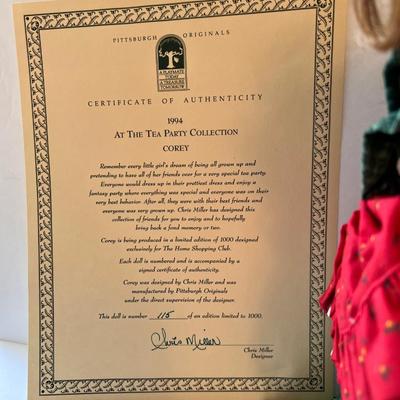 PITTSBURGH ORIGINALS
A PLAYMATE
TODAY
A TREASURE
TOMORROW
CERTIFICATE OF AUTHENTICITY
1994
AT THE TEA PARTY COLLECTION
COREY
Remember every little girl's dream of being all grown up and
pretending to have all of her friends over for a very special tea party.
Everyone would dress up in their prettiest dress and enjoy a
fantasy party where everything was special and everyone was on their
very best behavior. After all, they were with their best friends and
everyone was very grown up. Chris Miller has designed this
collection of friends for you to enjoy and to hopefully
bring back a fond memory or two.
Corey is being produced in a limited edition of 1000 designed
exclusively for The Home Shopping Club.
Each doll is numbered and is accompanied by a
signed certificate of authenticity.
Corey was designed by Chris Miller and was
manufactured by Pittsburgh Originals
under the direct supervision of the designer.
This doll is number 115 of an edition limited to 1000.
Chris Miller
Chris Miller
Designer